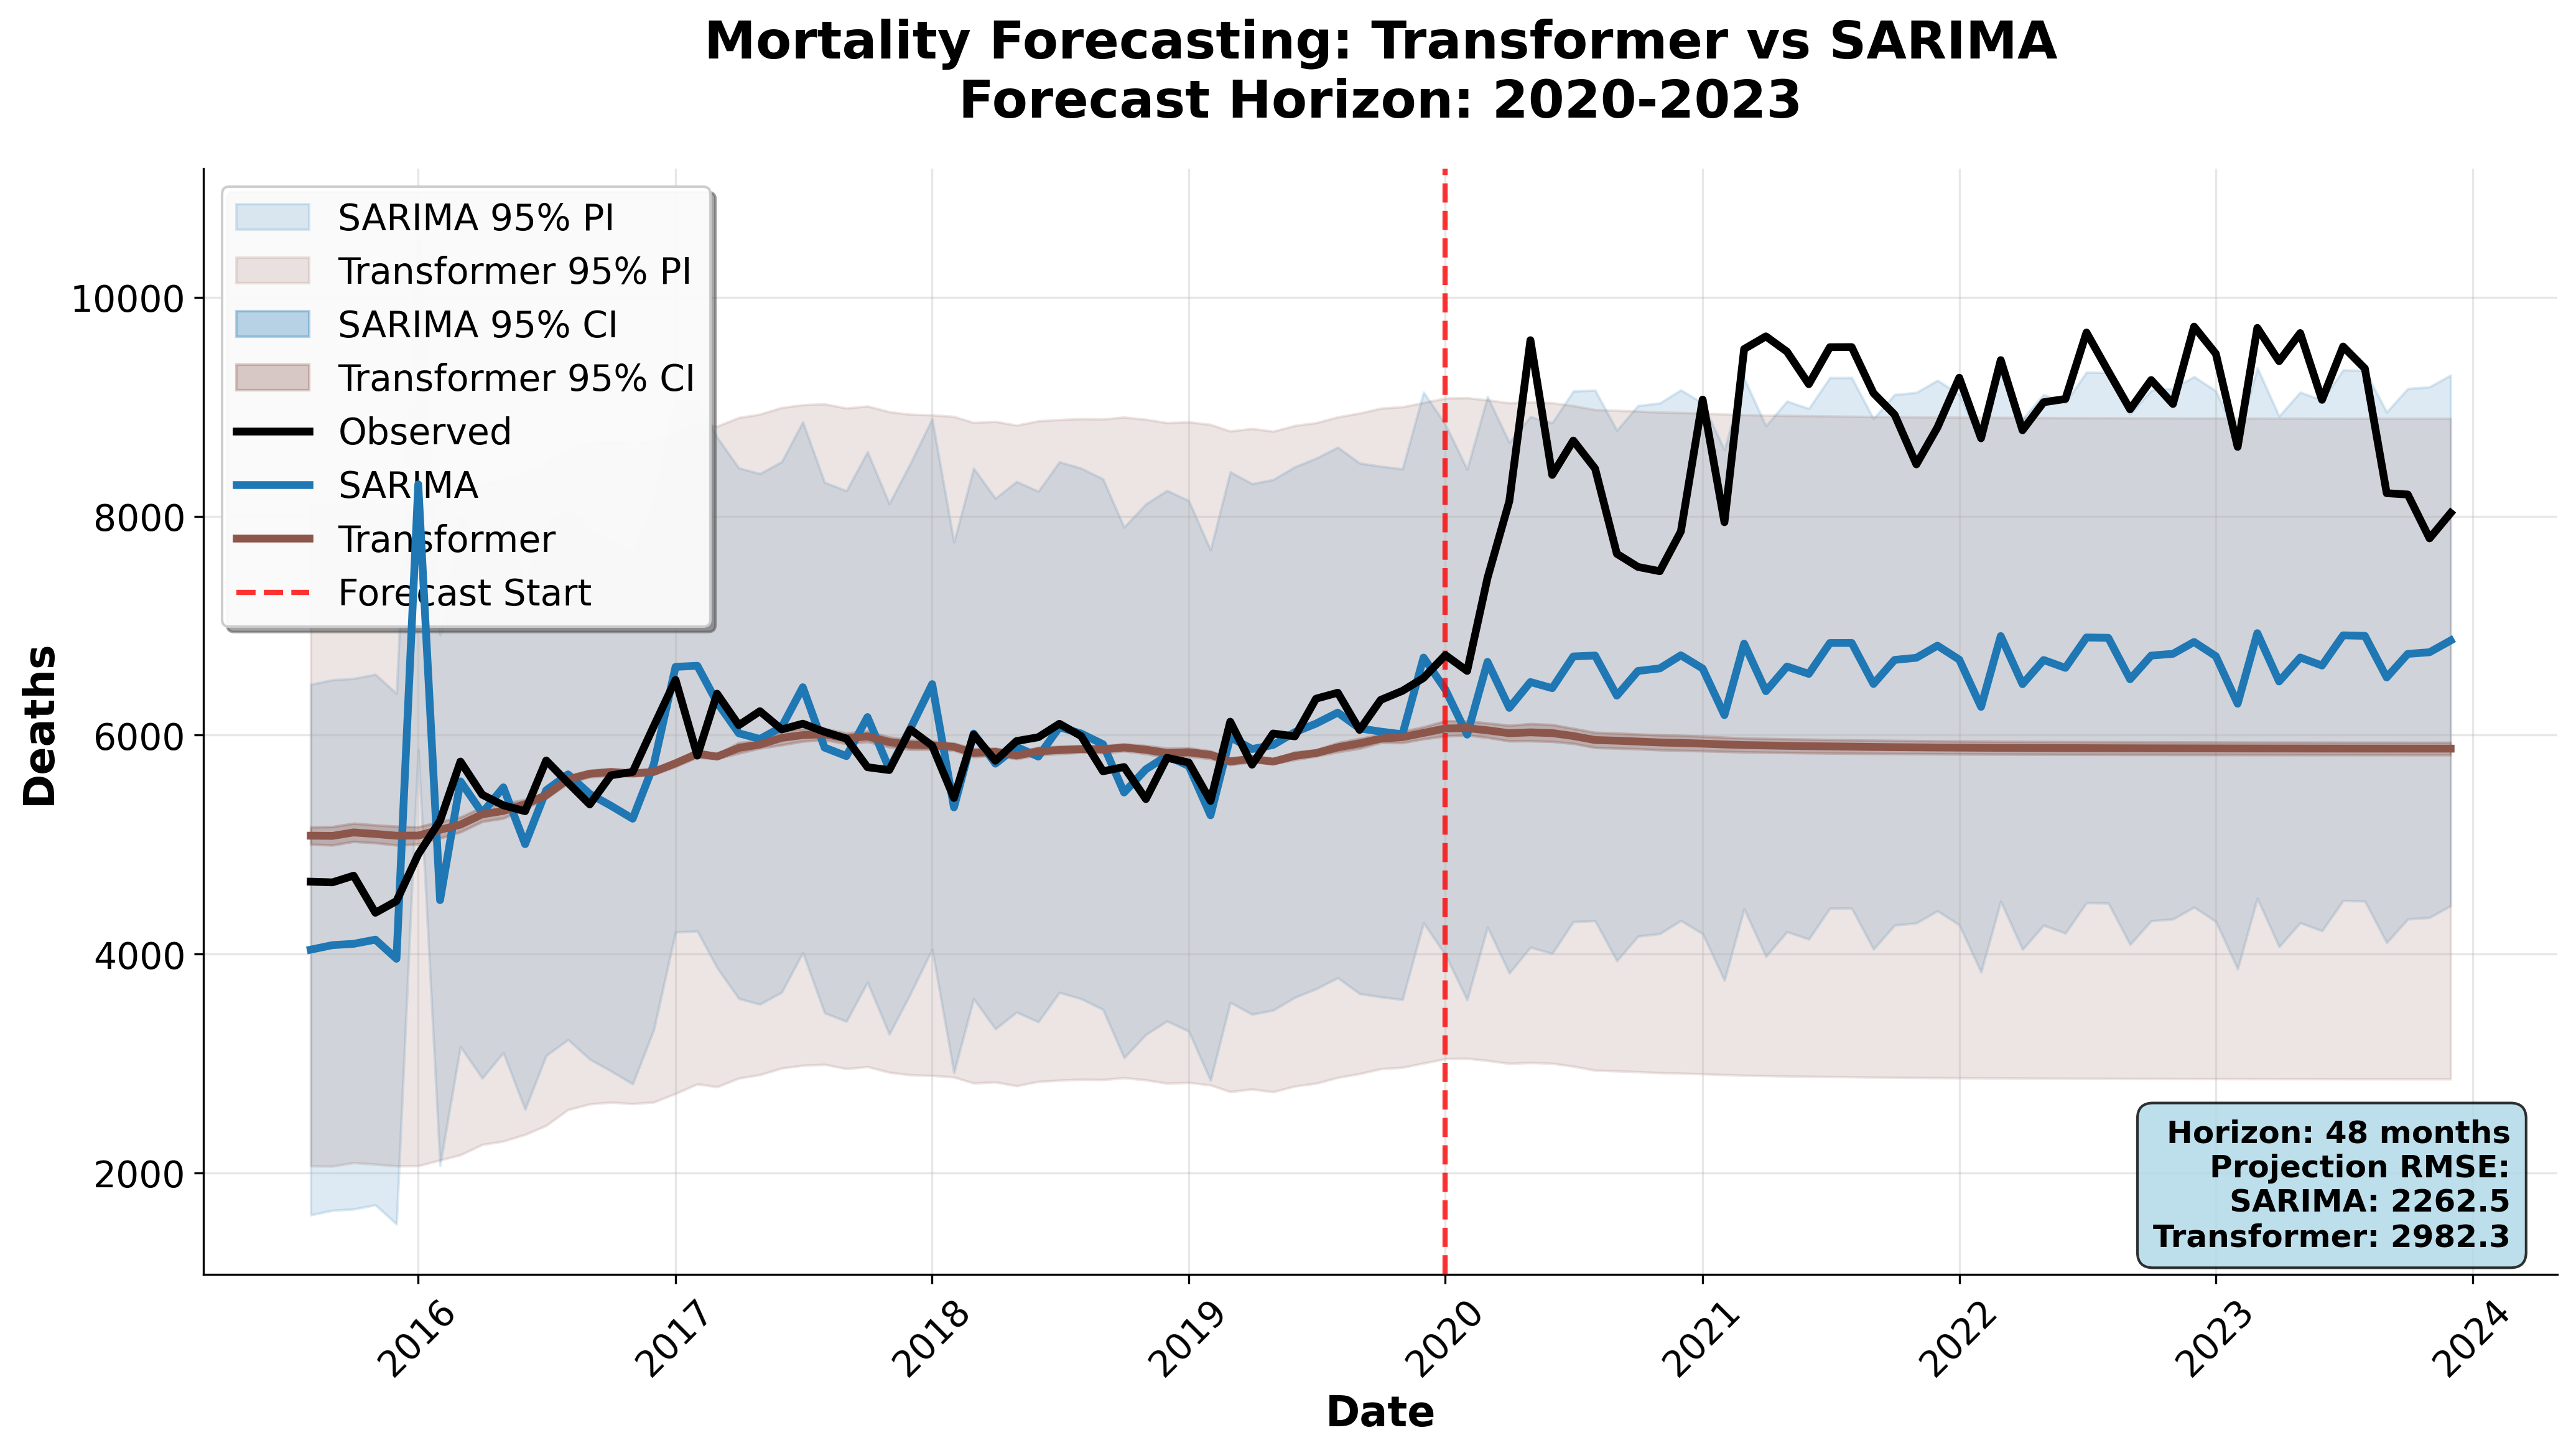 Mortality Forecasting: Transformer vs SARIMA
Forecast Horizon: 2020-2023
SARIMA 95% PI
Transformer 95% PI
SARIMA 95% CI
Transformer 95% CI
Observed
SARIMA
Transformer
Forecast Start
10000
8000
6000
4000
2000
Deaths
Horizon: 48 months
Projection RMSE:
SARIMA: 2262.5
Transformer: 2982.3
2016
2017
2018
2019
2020
2021
2022
2023
2024
Date